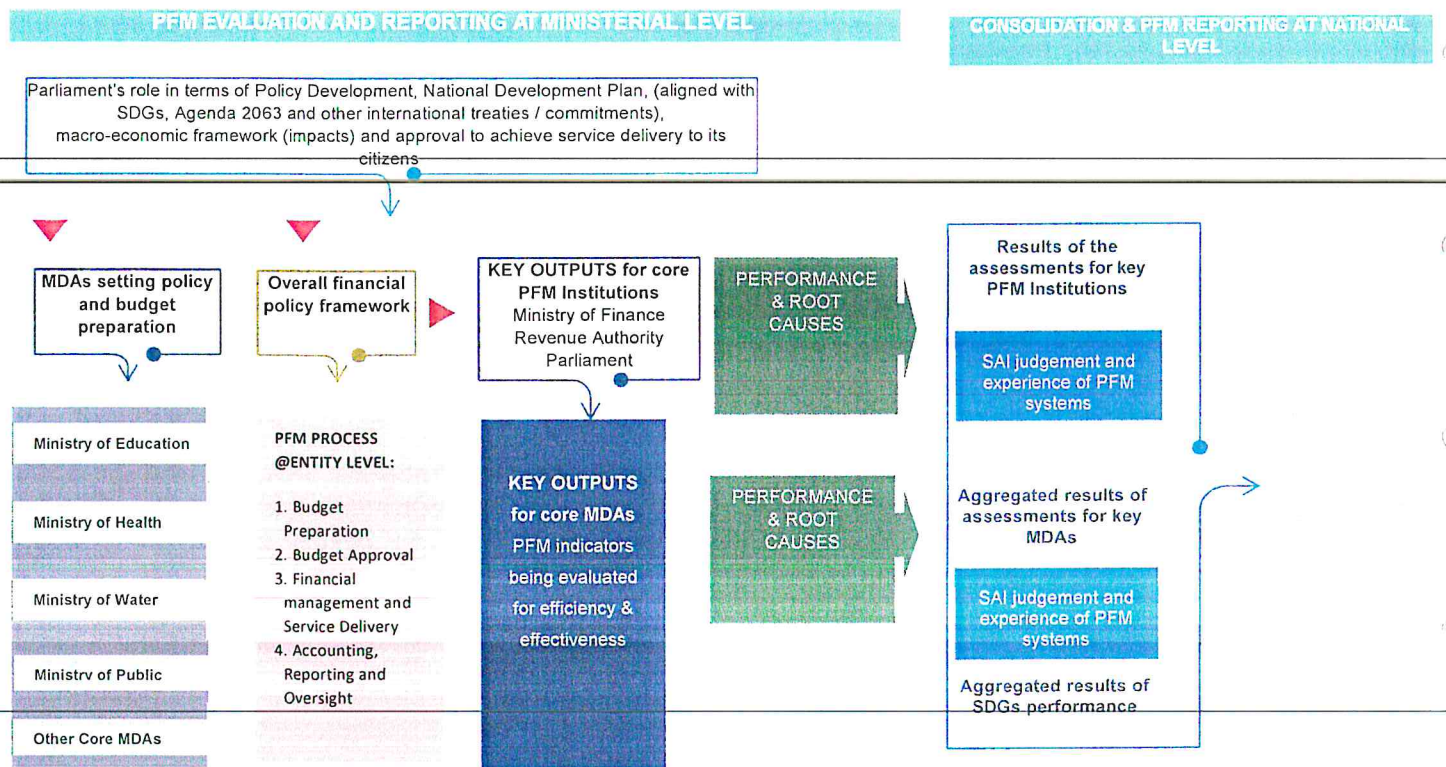 PFM EVALUATION AND REPORTING AT MINISTERIAL LEVEL
CONSOLIDATION & PFM REPORTING AT NATIONAL
LEVEL
Parliament's role in terms of Policy Development, National Development Plan, (aligned with
SDGs, Agenda 2063 and other international treaties / commitments),
macro-economic framework (impacts) and approval to achieve service delivery to its
citizens
MDAs setting policy
and budget
preparation
Ministry of Education
Ministry of Health
Ministry of Water
Ministry of Public
Other Core MDAs
Overall financial
policy framework
PFM PROCESS
@ENTITY LEVEL:
1. Budget
Preparation
2. Budget Approval
3. Financial
management and
Service Delivery
4. Accounting,
Reporting and
Oversight
KEY OUTPUTS for core
PFM Institutions
Ministry of Finance
Revenue Authority
Parliament
KEY OUTPUTS
for core MDAs
PFM indicators
being evaluated
for efficiency &
effectiveness
PERFORMANCE
& ROOT
CAUSES
PERFORMANCE
& ROOT
CAUSES
Results of the
assessments for key
PFM Institutions
SAI judgement and
experience of PFM
systems
Aggregated results of
assessments for key
MDAs
SAI judgement and
experience of PFM
systems
Aggregated results of
SDGs performance